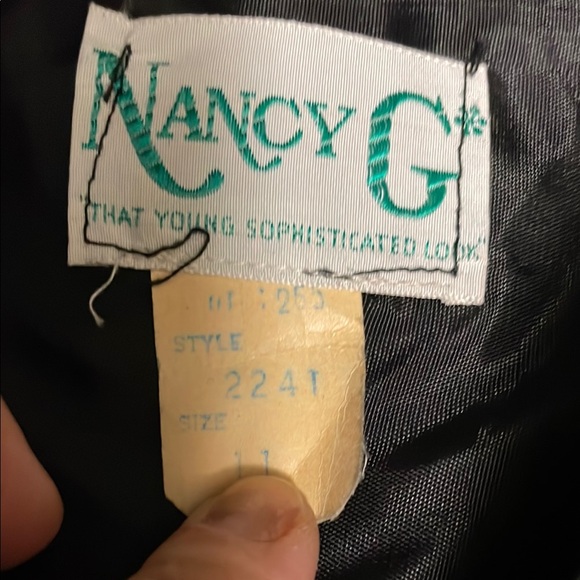 NANCY G*
"THAT YOUNG SOPHISTICATED LOOK"
STYLE
2241
SIZE
11